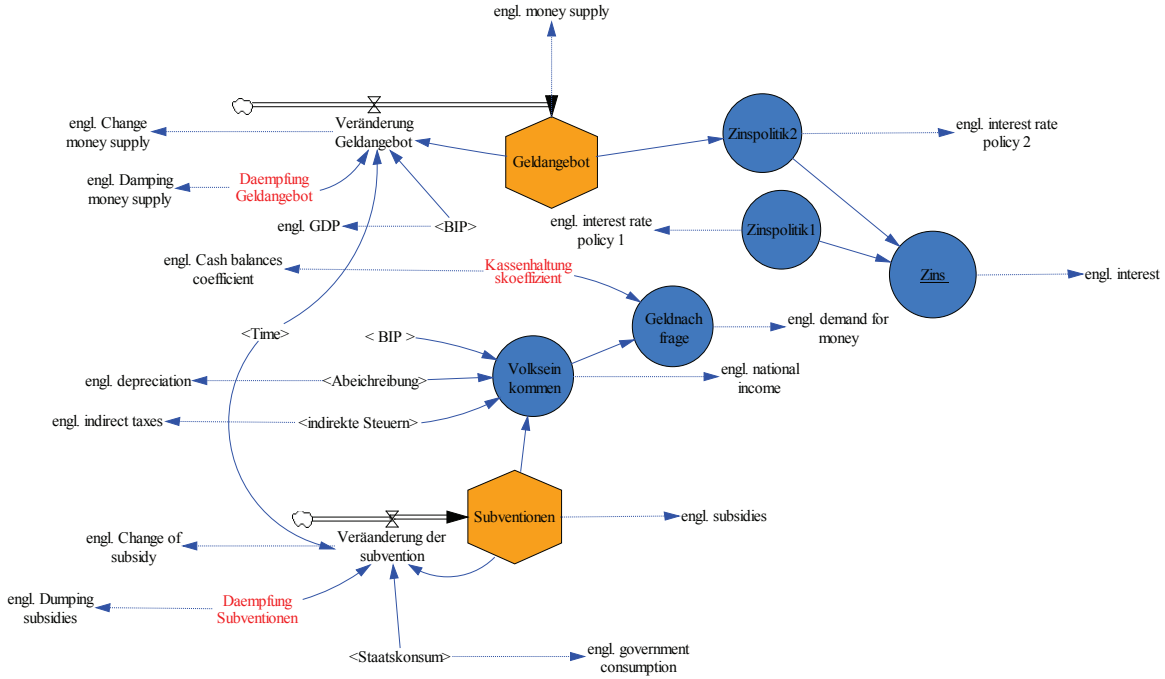 engl. money supply
engl. Change
money supply
Veränderung
Geldangebot
Geldangebot
Zinspolitik2
engl. interest rate
policy 2
engl. Damping
money supply
Daempfung
Geldangebot
engl. GDP
<BIP>
engl. interest rate
policy 1
Zinspolitik1
engl. Cash balances
coefficient
Kassenhaltung
skoeffizient
Zins
engl. interest
<Time>
< BIP >
Geldnach
frage
engl. demand for
money
engl. depreciation
<Abeichreibung>
Volksein
kommen
engl. national
income
engl. indirect taxes
<indirekte Steuern>
Subventionen
engl. subsidies
engl. Change of
subsidy
Veräanderung der
subvention
engl. Dumping
subsidies
Daempfung
Subventionen
<Staatskonsum>
engl. government
consumption